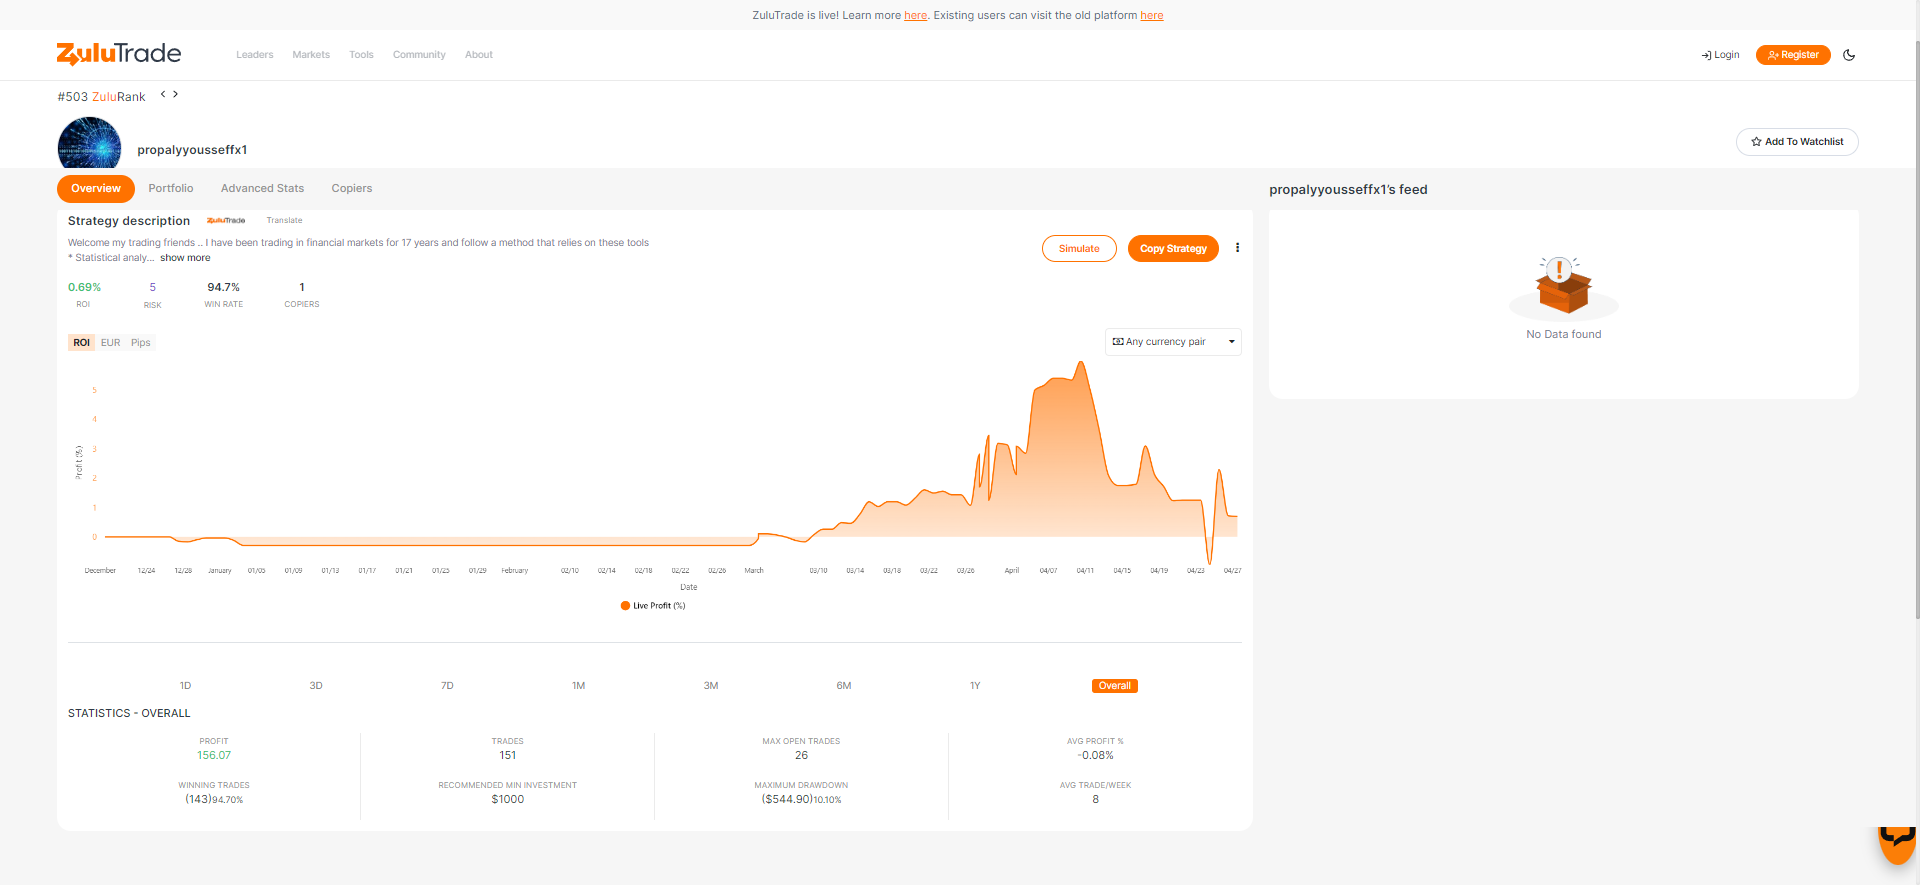 ZuluTrade is live! Learn more here. Existing users can visit the old platform here
ZuluTrade
Leaders Markets Tools Community About
Login Register
#503 ZuluRank < >
propalyyousseffx1
Add To Watchlist
Overview Portfolio Advanced Stats Copiers
propalyyousseffx1's feed
Strategy description ZuluTrade Translate
Welcome my trading friends .. I have been trading in financial markets for 17 years and follow a method that relies on these tools
* Statistical analy... show more
Simulate Copy Strategy
0.69% 5 94.7% 1
ROI RISK WIN RATE COPIERS
No Data found
ROI EUR Pips
Any currency pair
5
4
3
2
1
0
Profit (%)
December 12/24 12/28 January 01/05 01/09 01/13 01/17 01/21 01/25 01/29 February 02/10 02/14 02/18 02/22 02/26 March 03/10 03/14 03/18 03/22 03/26 April 04/07 04/11 04/15 04/19 04/23 04/27
Date
Live Profit (%)
1D 3D 7D 1M 3M 6M 1Y Overall
STATISTICS - OVERALL
PROFIT TRADES MAX OPEN TRADES AVG PROFIT %
156.07 151 26 -0.08%
WINNING TRADES RECOMMENDED MIN INVESTMENT MAXIMUM DRAWDOWN AVG TRADE/WEEK
(143)94.70% $1000 ($544.90)10.10% 8